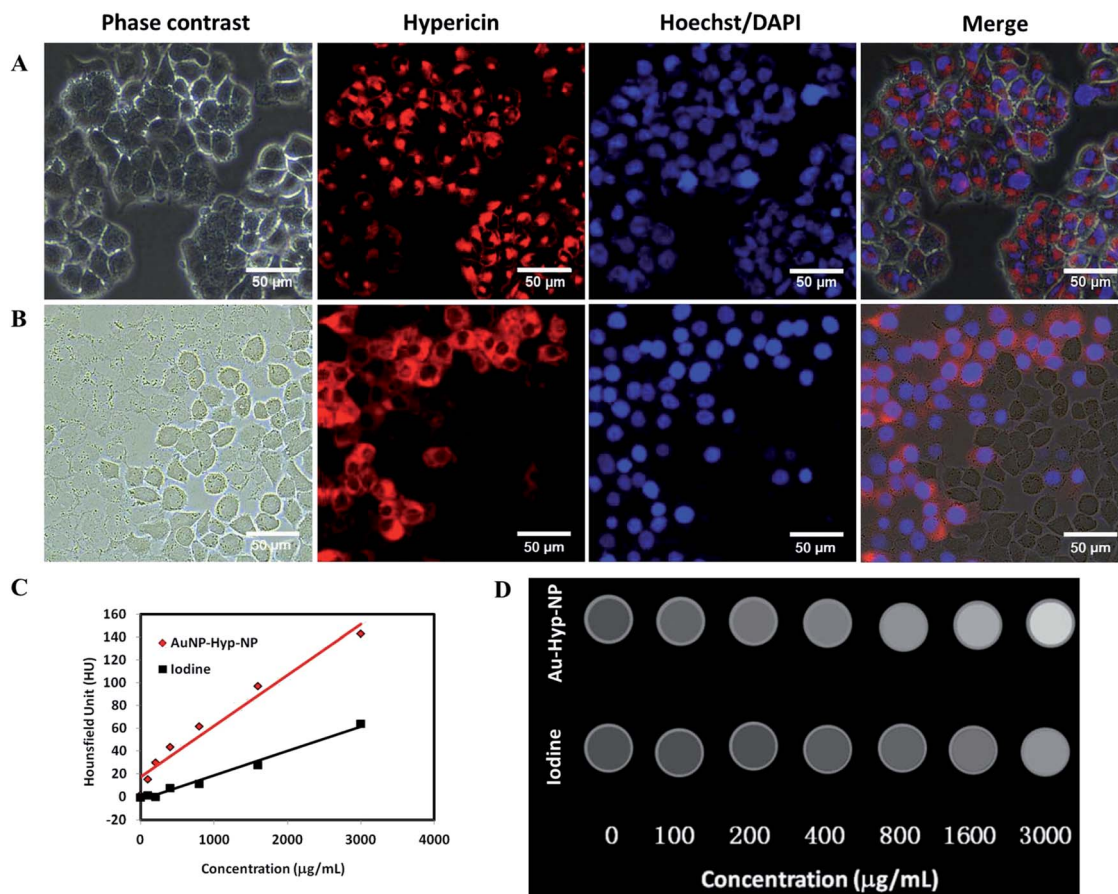 Phase contrast Hypericin Hoechst/DAPI Merge
A
50 µm 50 µm 50 µm 50 µm
B
50 µm 50 µm 50 µm 50 µm
C
160
140
120
100
80
60
40
20
0
-20
Hounsfield Unit (HU)
AuNP-Hyp-NP
Iodine
0 1000 2000 3000 4000
Concentration (µg/mL)
D
Au-Hyp-NP
Iodine
0 100 200 400 800 1600 3000
Concentration (µg/mL)